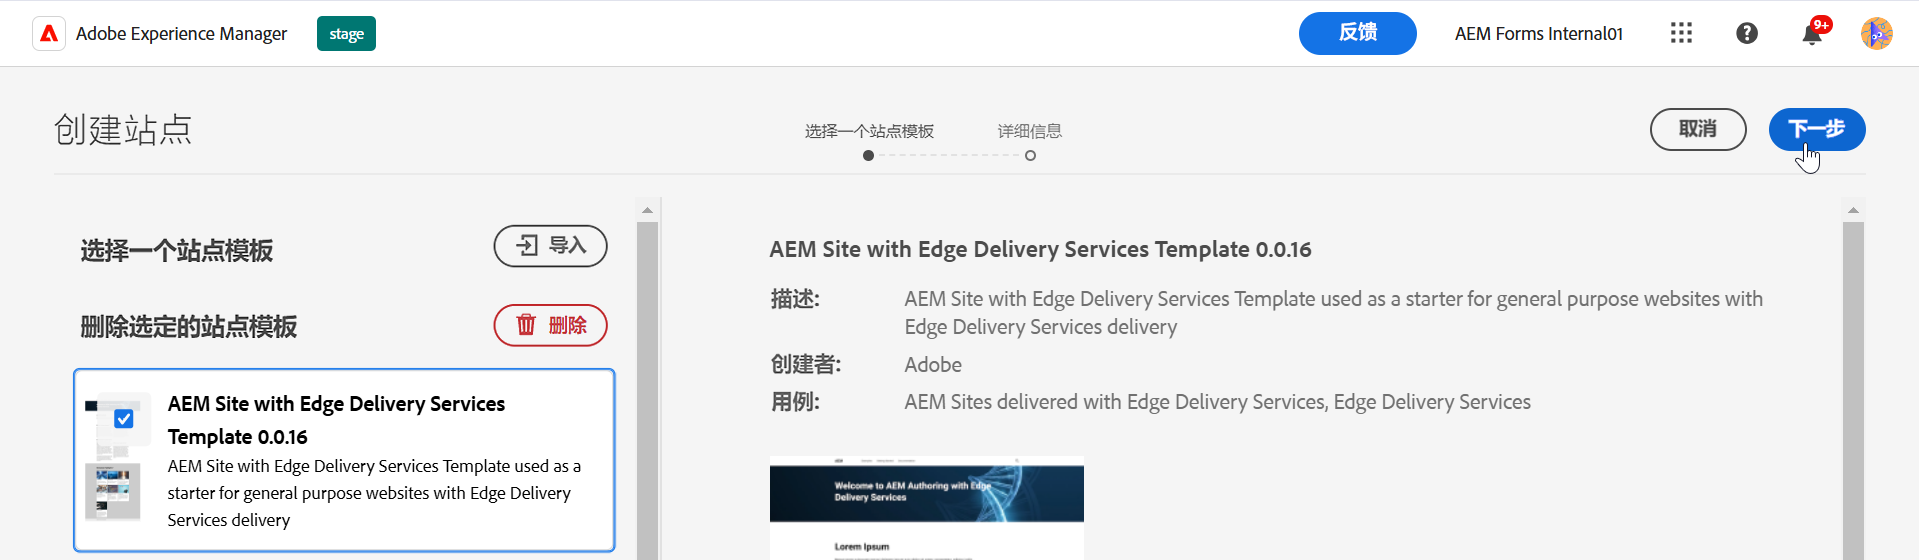 Adobe Experience Manager
stage
反馈
AEM Forms Internal01
9+
创建站点
选择一个站点模板
详细信息
取消
下一步
选择一个站点模板
导入
删除选定的站点模板
删除
AEM Site with Edge Delivery Services
Template 0.0.16
AEM Site with Edge Delivery Services Template used as a
starter for general purpose websites with Edge Delivery
Services delivery
AEM Site with Edge Delivery Services Template 0.0.16
描述:
AEM Site with Edge Delivery Services Template used as a starter for general purpose websites with
Edge Delivery Services delivery
创建者:
Adobe
用例:
AEM Sites delivered with Edge Delivery Services, Edge Delivery Services
Welcome to AEM Authoring with Edge
Delivery Services
Lorem Ipsum